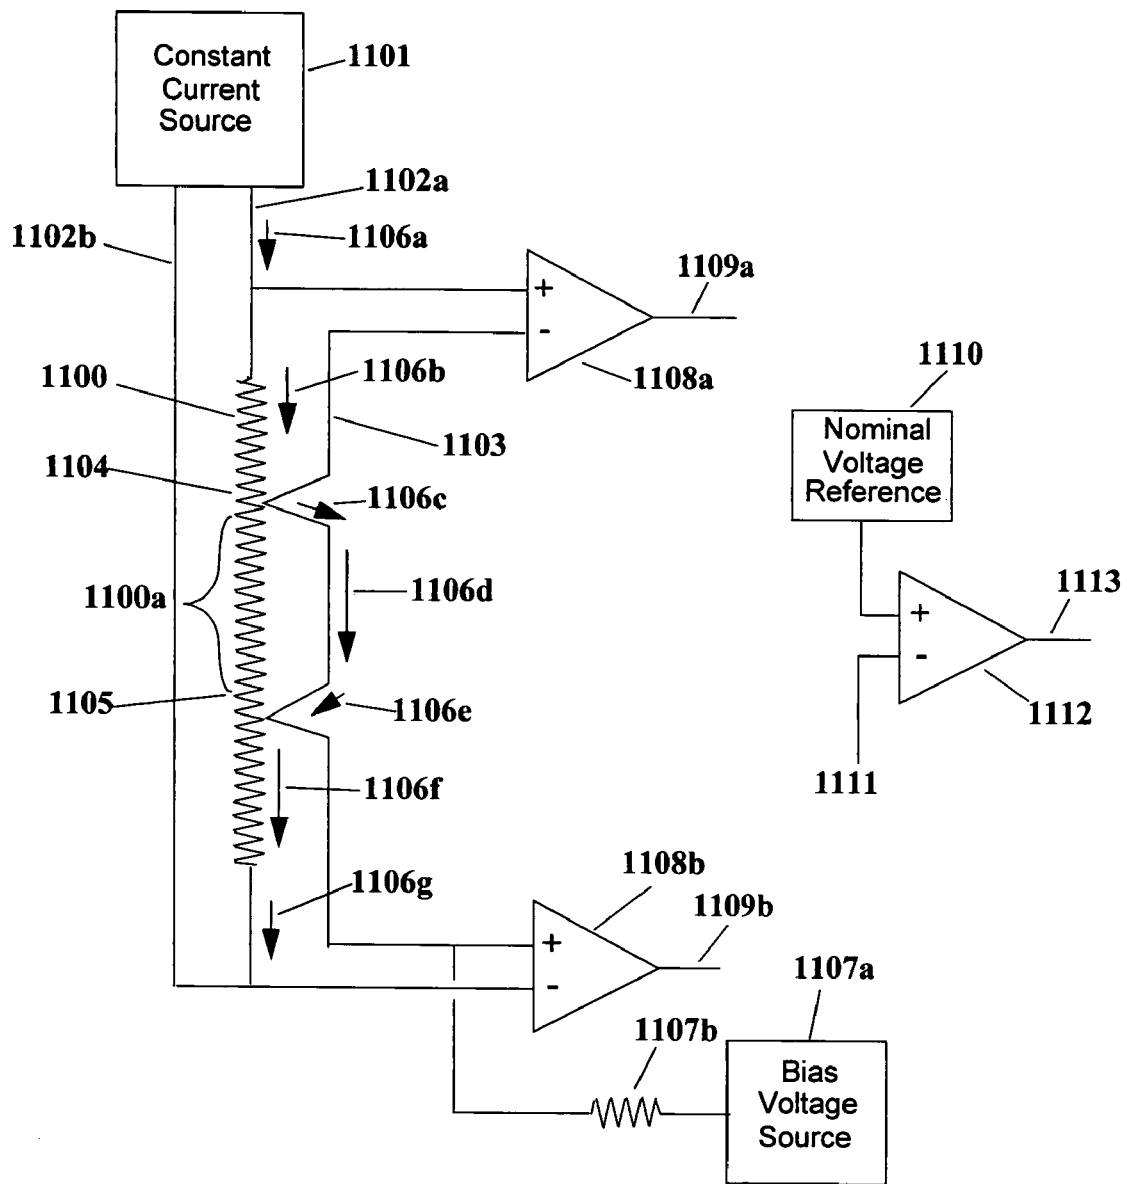 Constant
Current
Source
1101
1102a
1102b
1106a
+
-
1109a
1108a
1100
1106b
1104
1103
1106c
1110
Nominal
Voltage
Reference
1100a
1106d
+
-
1113
1105
1106e
1112
1111
1106f
1108b
1106g
1109b
+
-
1107a
1107b
Bias
Voltage
Source